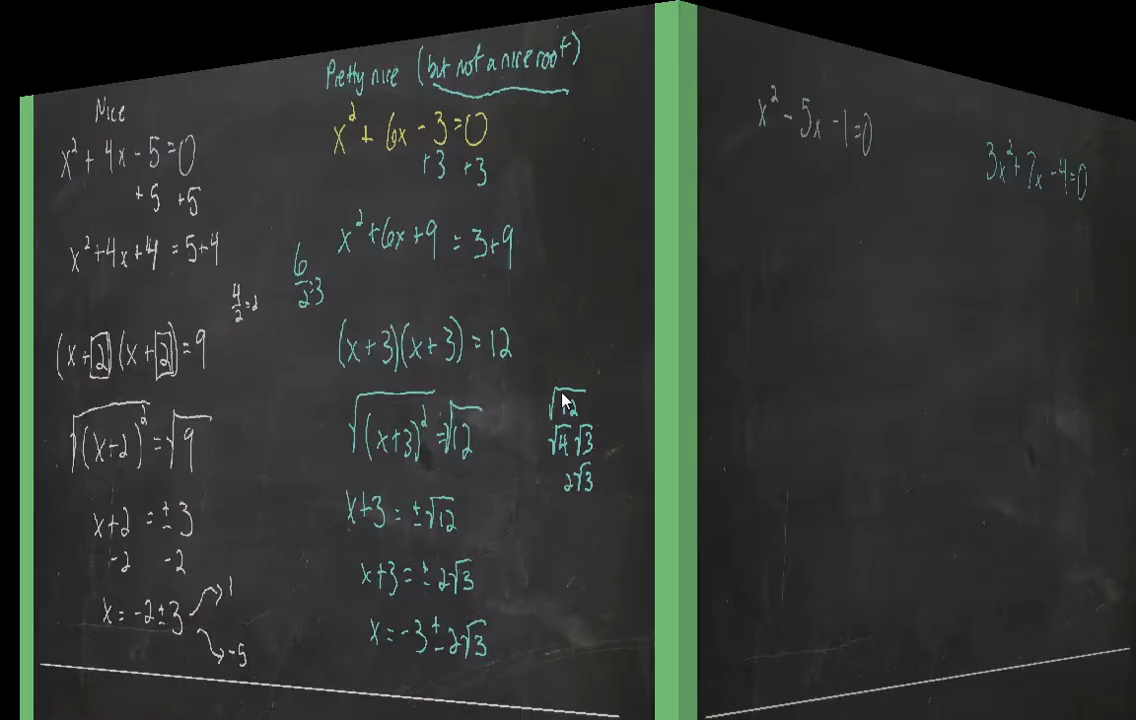 Nice
x² + 4x - 5 = 0
+5 +5
x² + 4x + 4 = 5 + 4
4/2 = 2
(x + 2)(x + 2) = 9
√(x + 2)² = √9
x + 2 = ± 3
-2 -2
x = -2 ± 3
1
-5
Pretty nice (but not a nice root)
x² + 6x - 3 = 0
+3 +3
x² + 6x + 9 = 3 + 9
6/2 = 3
(x + 3)(x + 3) = 12
√(x + 3)² = √12
x + 3 = ± √12
x + 3 = ± 2√3
x = -3 ± 2√3
√12
√4 √3
2√3
x² - 5x - 1 = 0
3x² + 7x - 4 = 0